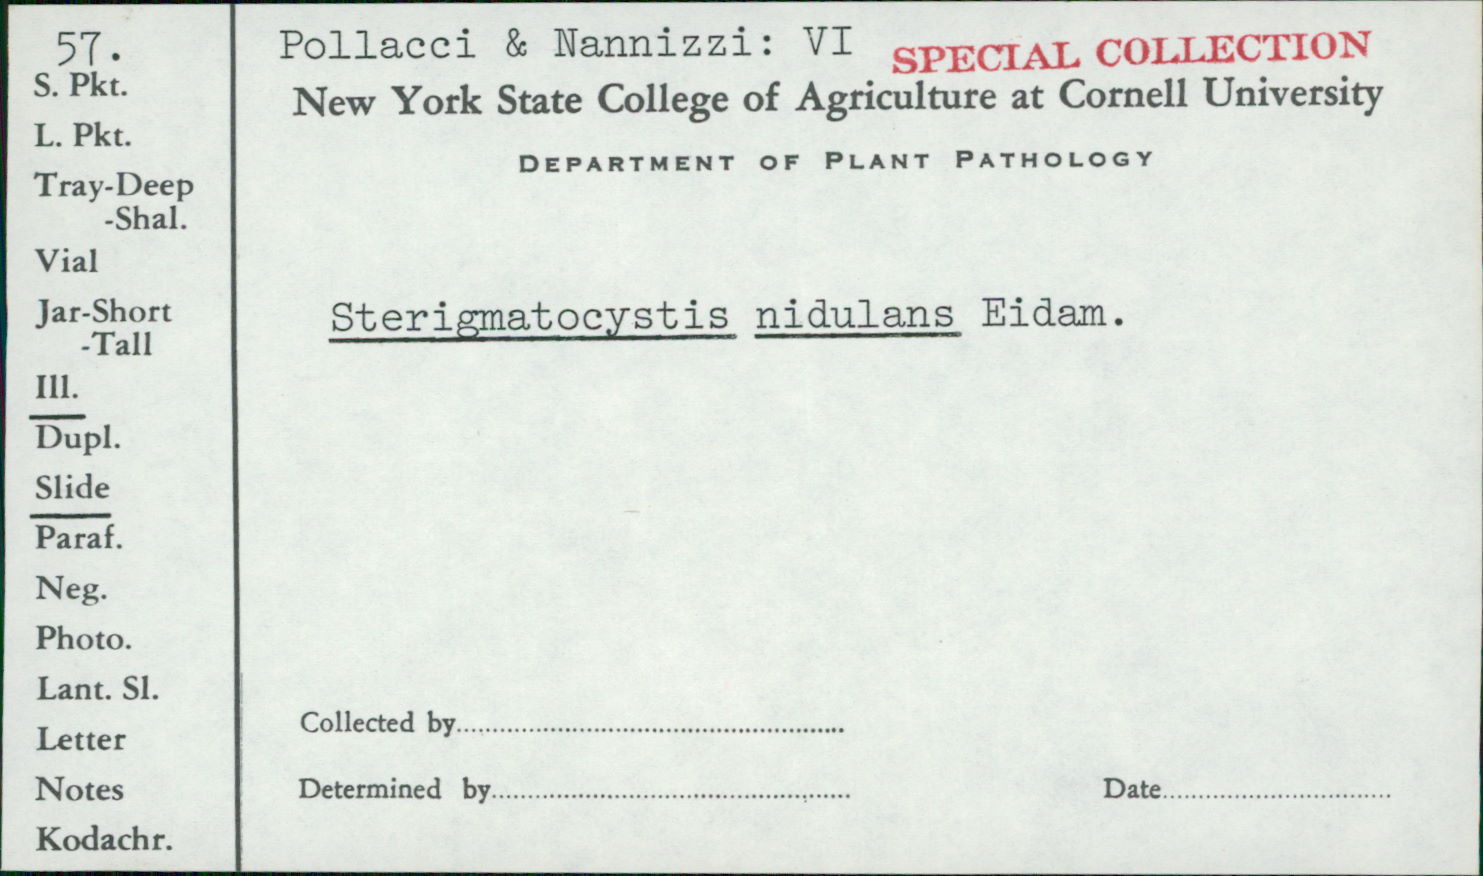 57.
S. Pkt.
L. Pkt.
Tray-Deep
-Shal.
Vial
Jar-Short
-Tall
Ill.
Dupl.
Slide
Paraf.
Neg.
Photo.
Lant. Sl.
Letter
Notes
Kodachr.
Pollacci & Nannizzi: VI
SPECIAL COLLECTION
New York State College of Agriculture at Cornell University
DEPARTMENT OF PLANT PATHOLOGY
Sterigmatocystis nidulans Eidam.
Collected by
Determined by
Date